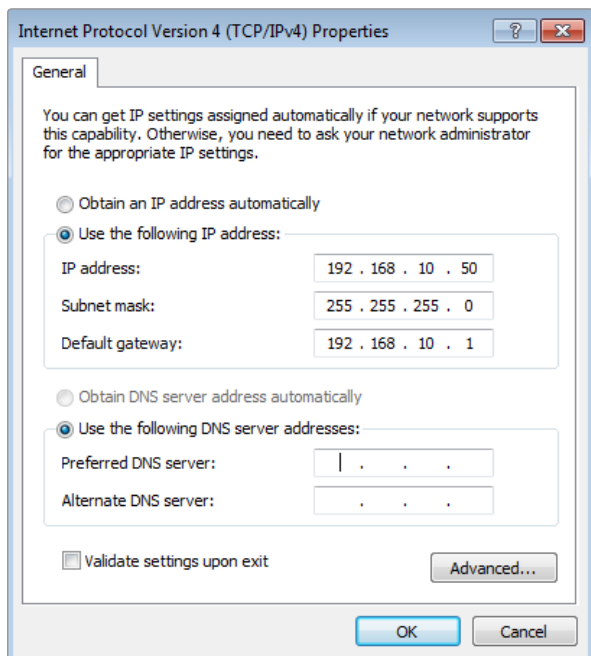 Internet Protocol Version 4 (TCP/IPv4) Properties
?
General
You can get IP settings assigned automatically if your network supports
this capability. Otherwise, you need to ask your network administrator
for the appropriate IP settings.
Obtain an IP address automatically
Use the following IP address:
IP address: 192 . 168 . 10 . 50
Subnet mask: 255 . 255 . 255 . 0
Default gateway: 192 . 168 . 10 . 1
Obtain DNS server address automatically
Use the following DNS server addresses:
Preferred DNS server: . . .
Alternate DNS server: . . .
Validate settings upon exit
Advanced...
OK Cancel